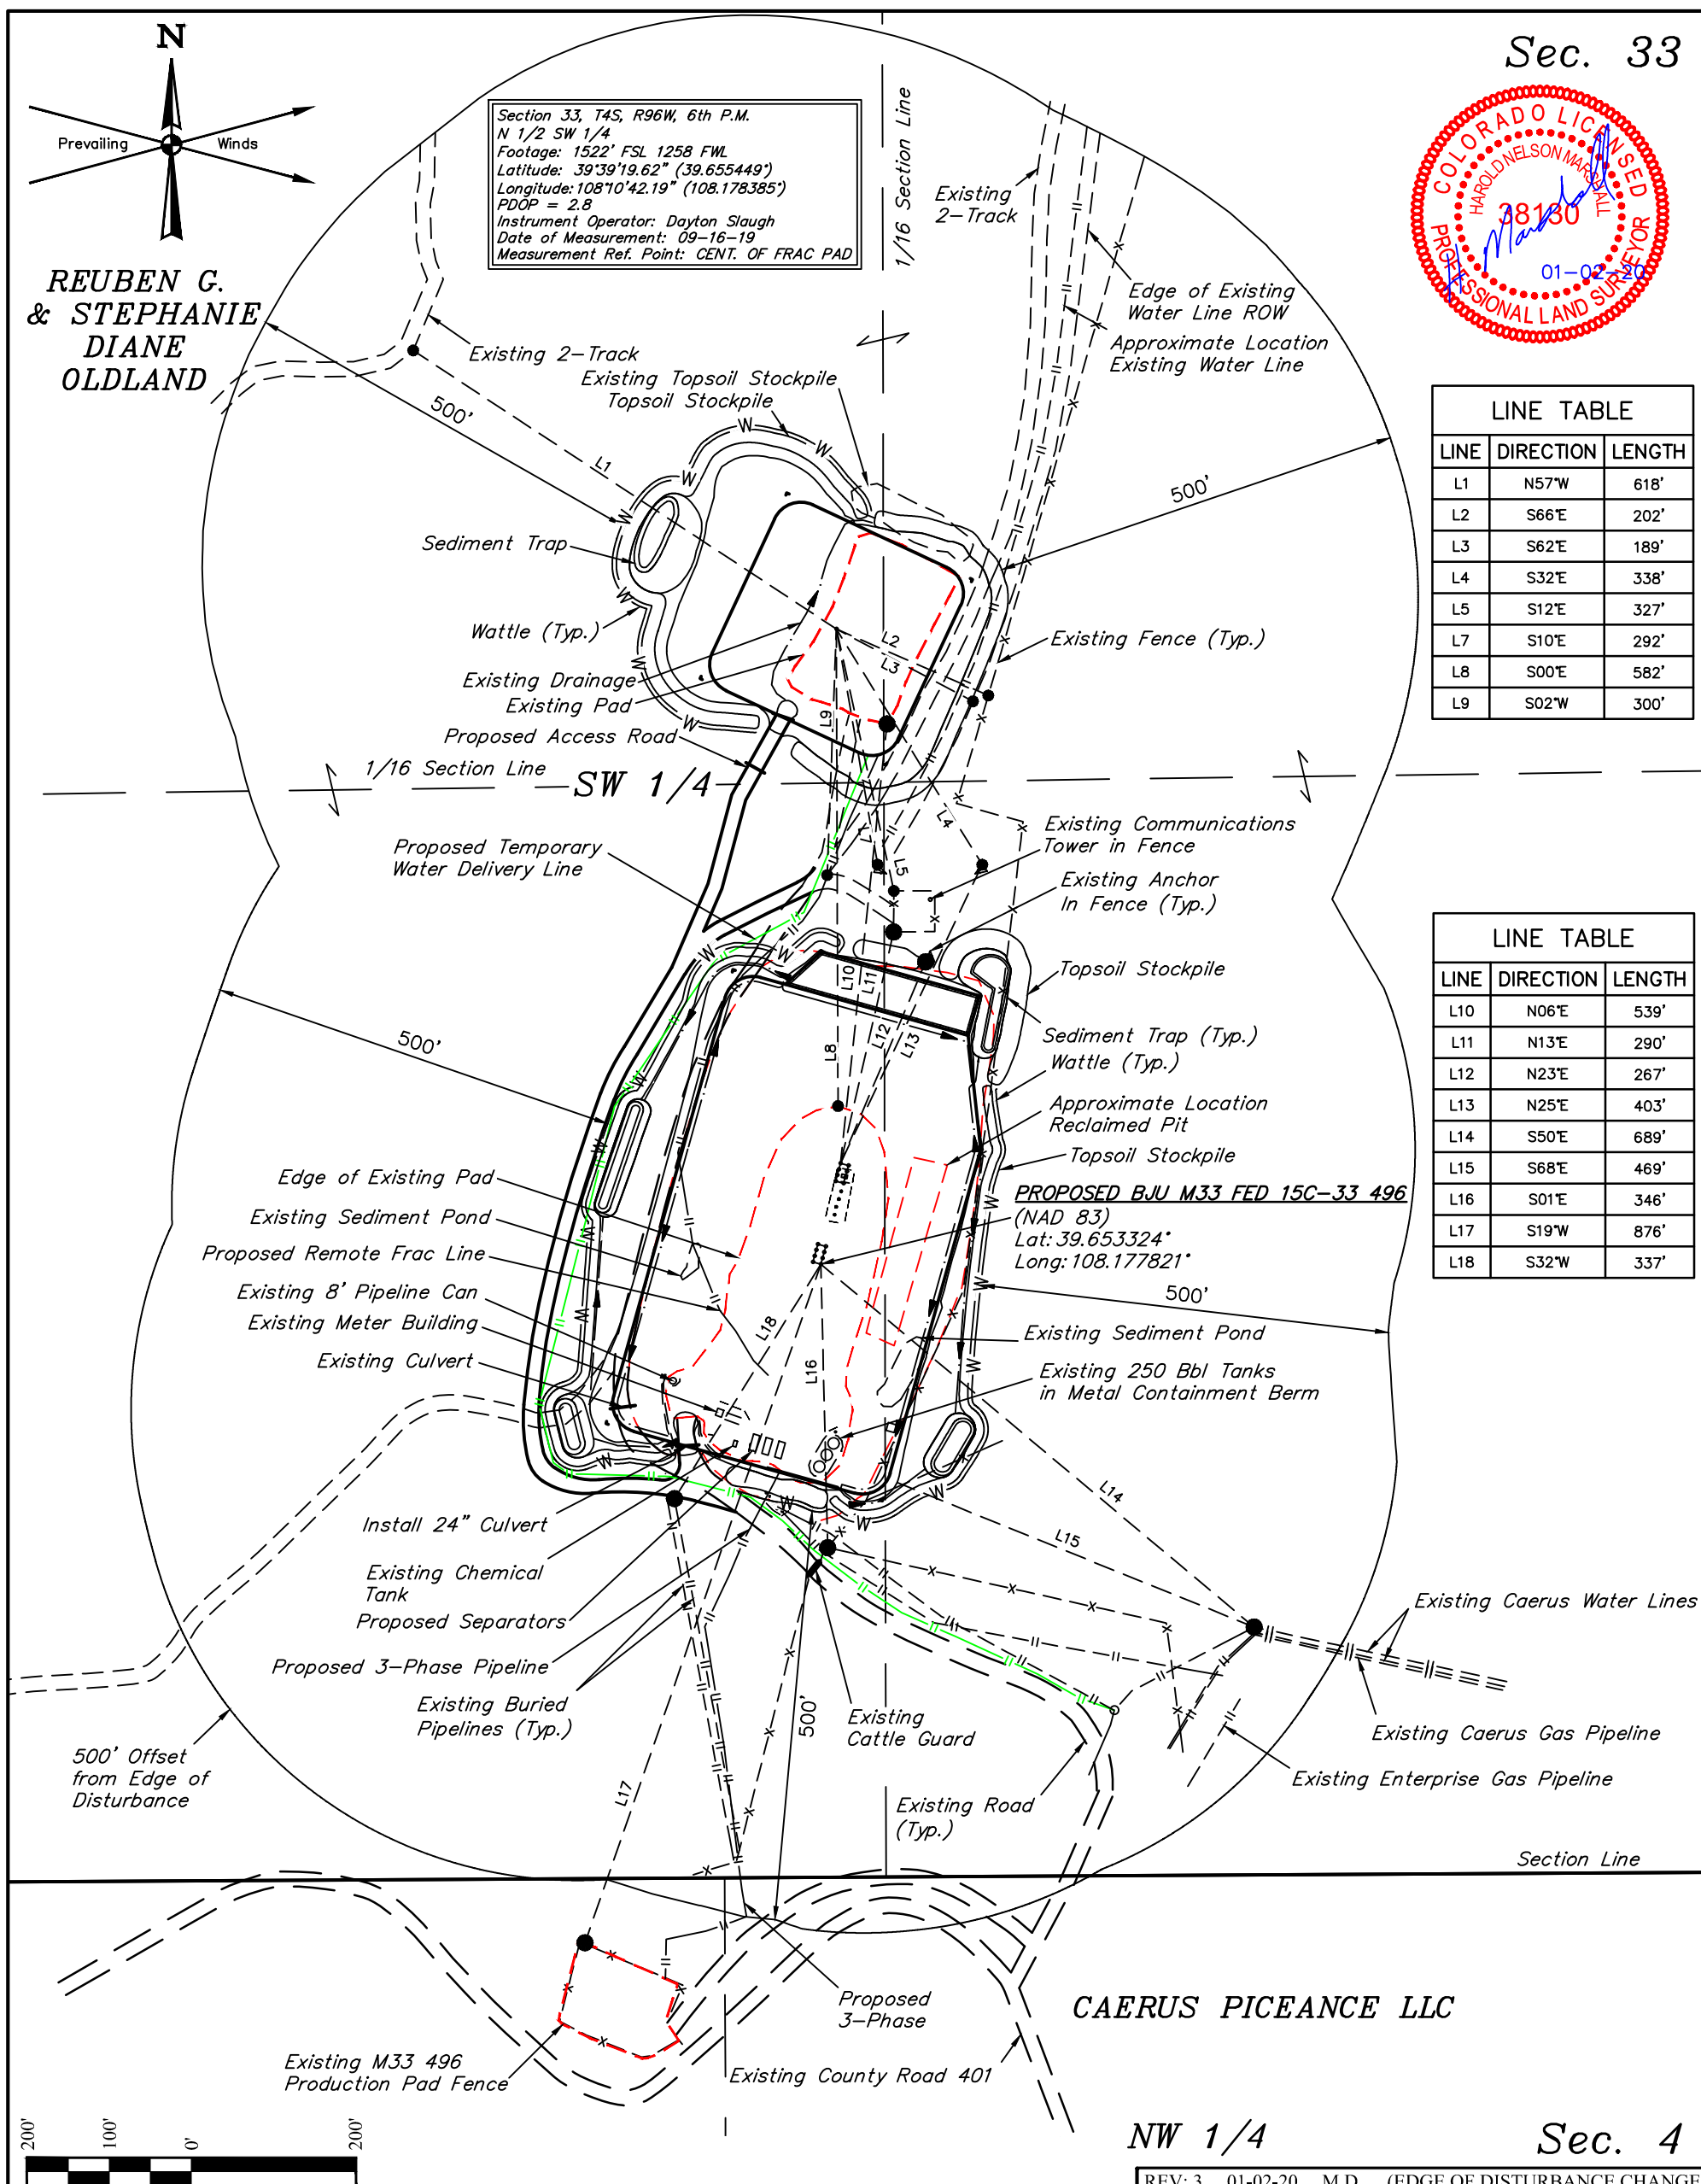 N
Prevailing Winds
REUBEN G.
& STEPHANIE
DIANE
OLDLAND
Section 33, T4S, R96W, 6th P.M.
N 1/2 SW 1/4
Footage: 1522' FSL 1258 FWL
Latitude: 39°39'19.62" (39.655449°)
Longitude: 108°10'42.19" (108.178385°)
PDOP = 2.8
Instrument Operator: Dayton Slaugh
Date of Measurement: 09-16-19
Measurement Ref. Point: CENT. OF FRAC PAD
1/16 Section Line
Sec. 33
COLORADO LICENSED
PROFESSIONAL LAND SURVEYOR
HAROLD NELSON MARSHALL
38130
01-02-20
Existing
2-Track
Edge of Existing
Water Line ROW
Approximate Location
Existing Water Line
Existing 2-Track
Existing Topsoil Stockpile
Topsoil Stockpile
500'
500'
L1
Sediment Trap
Wattle (Typ.)
Existing Drainage
Existing Pad
Proposed Access Road
1/16 Section Line
SW 1/4
L2
L3
L9
L4
L7
L5
Existing Fence (Typ.)
LINE TABLE
LINE DIRECTION LENGTH
L1 N57°W 618'
L2 S66°E 202'
L3 S62°E 189'
L4 S32°E 338'
L5 S12°E 327'
L7 S10°E 292'
L8 S00°E 582'
L9 S02°W 300'
Proposed Temporary
Water Delivery Line
Existing Communications
Tower in Fence
Existing Anchor
In Fence (Typ.)
Topsoil Stockpile
Sediment Trap (Typ.)
Wattle (Typ.)
Approximate Location
Reclaimed Pit
Topsoil Stockpile
L10
L11
L12
L13
L8
500'
LINE TABLE
LINE DIRECTION LENGTH
L10 N06°E 539'
L11 N13°E 290'
L12 N23°E 267'
L13 N25°E 403'
L14 S50°E 689'
L15 S68°E 469'
L16 S01°E 346'
L17 S19°W 876'
L18 S32°W 337'
PROPOSED BJU M33 FED 15C-33 496
(NAD 83)
Lat: 39.653324°
Long: 108.177821°
500'
Edge of Existing Pad
Existing Sediment Pond
Proposed Remote Frac Line
Existing 8' Pipeline Can
Existing Meter Building
Existing Culvert
L18
L16
Existing Sediment Pond
Existing 250 Bbl Tanks
in Metal Containment Berm
L14
L15
Install 24" Culvert
Existing Chemical
Tank
Proposed Separators
Proposed 3-Phase Pipeline
Existing Buried
Pipelines (Typ.)
500'
Existing
Cattle Guard
Existing Caerus Water Lines
Existing Caerus Gas Pipeline
Existing Enterprise Gas Pipeline
500' Offset
from Edge of
Disturbance
L17
Existing Road
(Typ.)
Section Line
Proposed
3-Phase
CAERUS PICEANCE LLC
Existing M33 496
Production Pad Fence
Existing County Road 401
200' 100' 0' 200'
NW 1/4
Sec. 4
REV: 3 01-02-20 M.D. (EDGE OF DISTURBANCE CHANGE